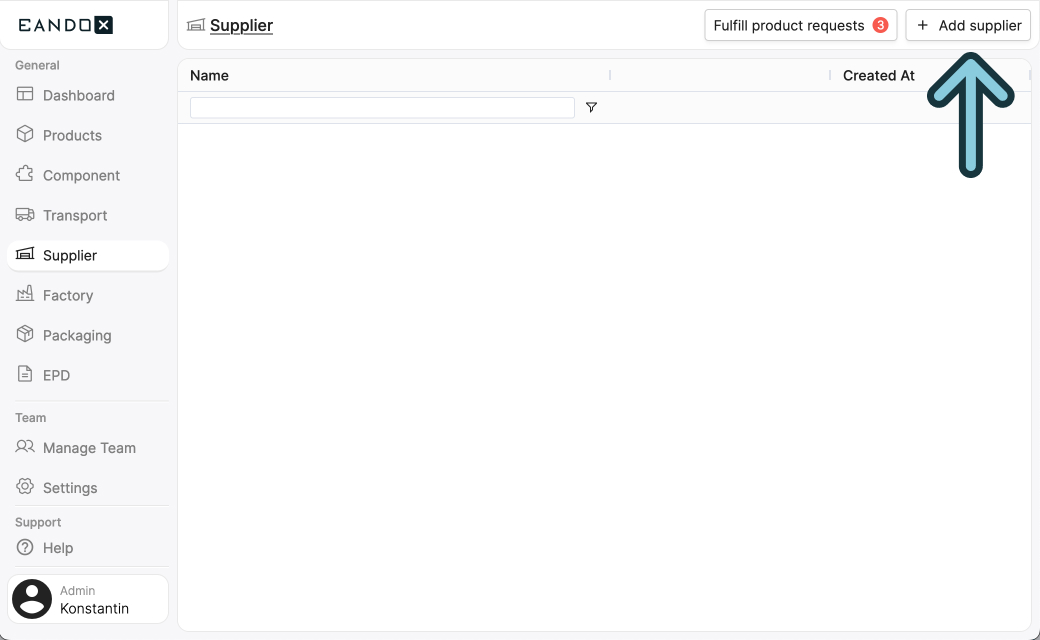 EANDOX
Supplier
Fulfill product requests 3
+ Add supplier
General
Dashboard
Products
Component
Transport
Supplier
Factory
Packaging
EPD
Team
Manage Team
Settings
Support
Help
Admin
Konstantin
Name
Created At